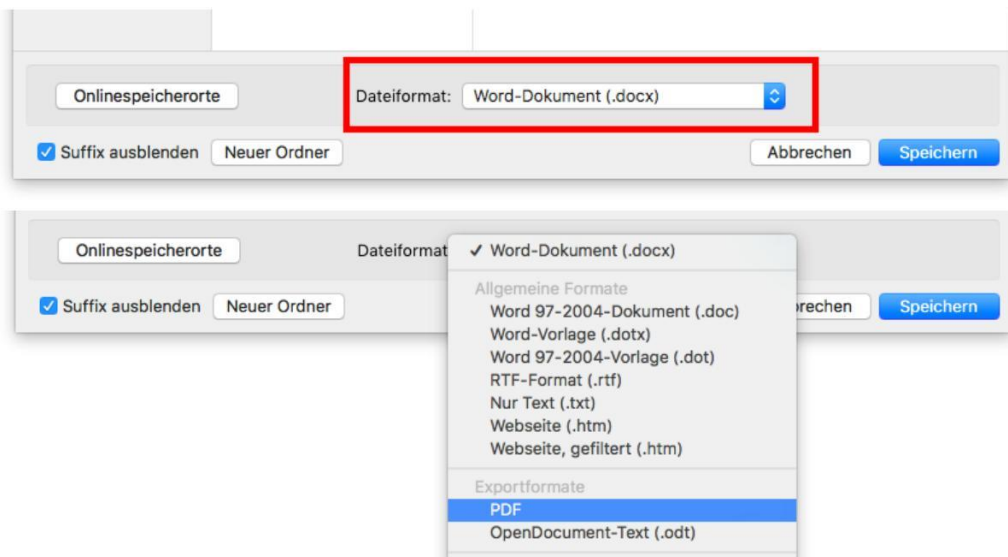 Onlinespeicherorte Dateiformat: Word-Dokument (.docx)
Suffix ausblenden Neuer Ordner Abbrechen Speichern
Onlinespeicherorte Dateiformat ✓ Word-Dokument (.docx)
Allgemeine Formate
Suffix ausblenden Neuer Ordner Word 97-2004-Dokument (.doc) rechen Speichern
Word-Vorlage (.dotx)
Word 97-2004-Vorlage (.dot)
RTF-Format (.rtf)
Nur Text (.txt)
Webseite (.htm)
Webseite, gefiltert (.htm)
Exportformate
PDF
OpenDocument-Text (.odt)